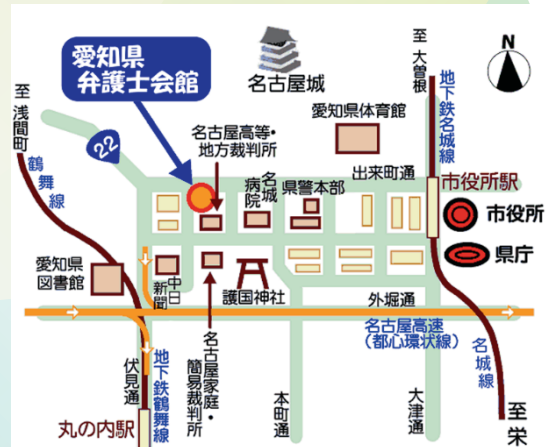 愛知県
弁護士会館
名古屋城
N
至 大曽根
地下鉄名城線
至 浅間町
鶴舞線
22
名古屋高等・
地方裁判所
愛知県体育館
出来町通
市役所駅
名城
病院
県警本部
市役所
県庁
愛知県
図書館
中日
新聞
護国神社
外堀通
名古屋高速
(都心環状線)
名城線
伏見通
地下鉄鶴舞線
名古屋家庭・
簡易裁判所
本町通
大津通
至 栄
丸の内駅